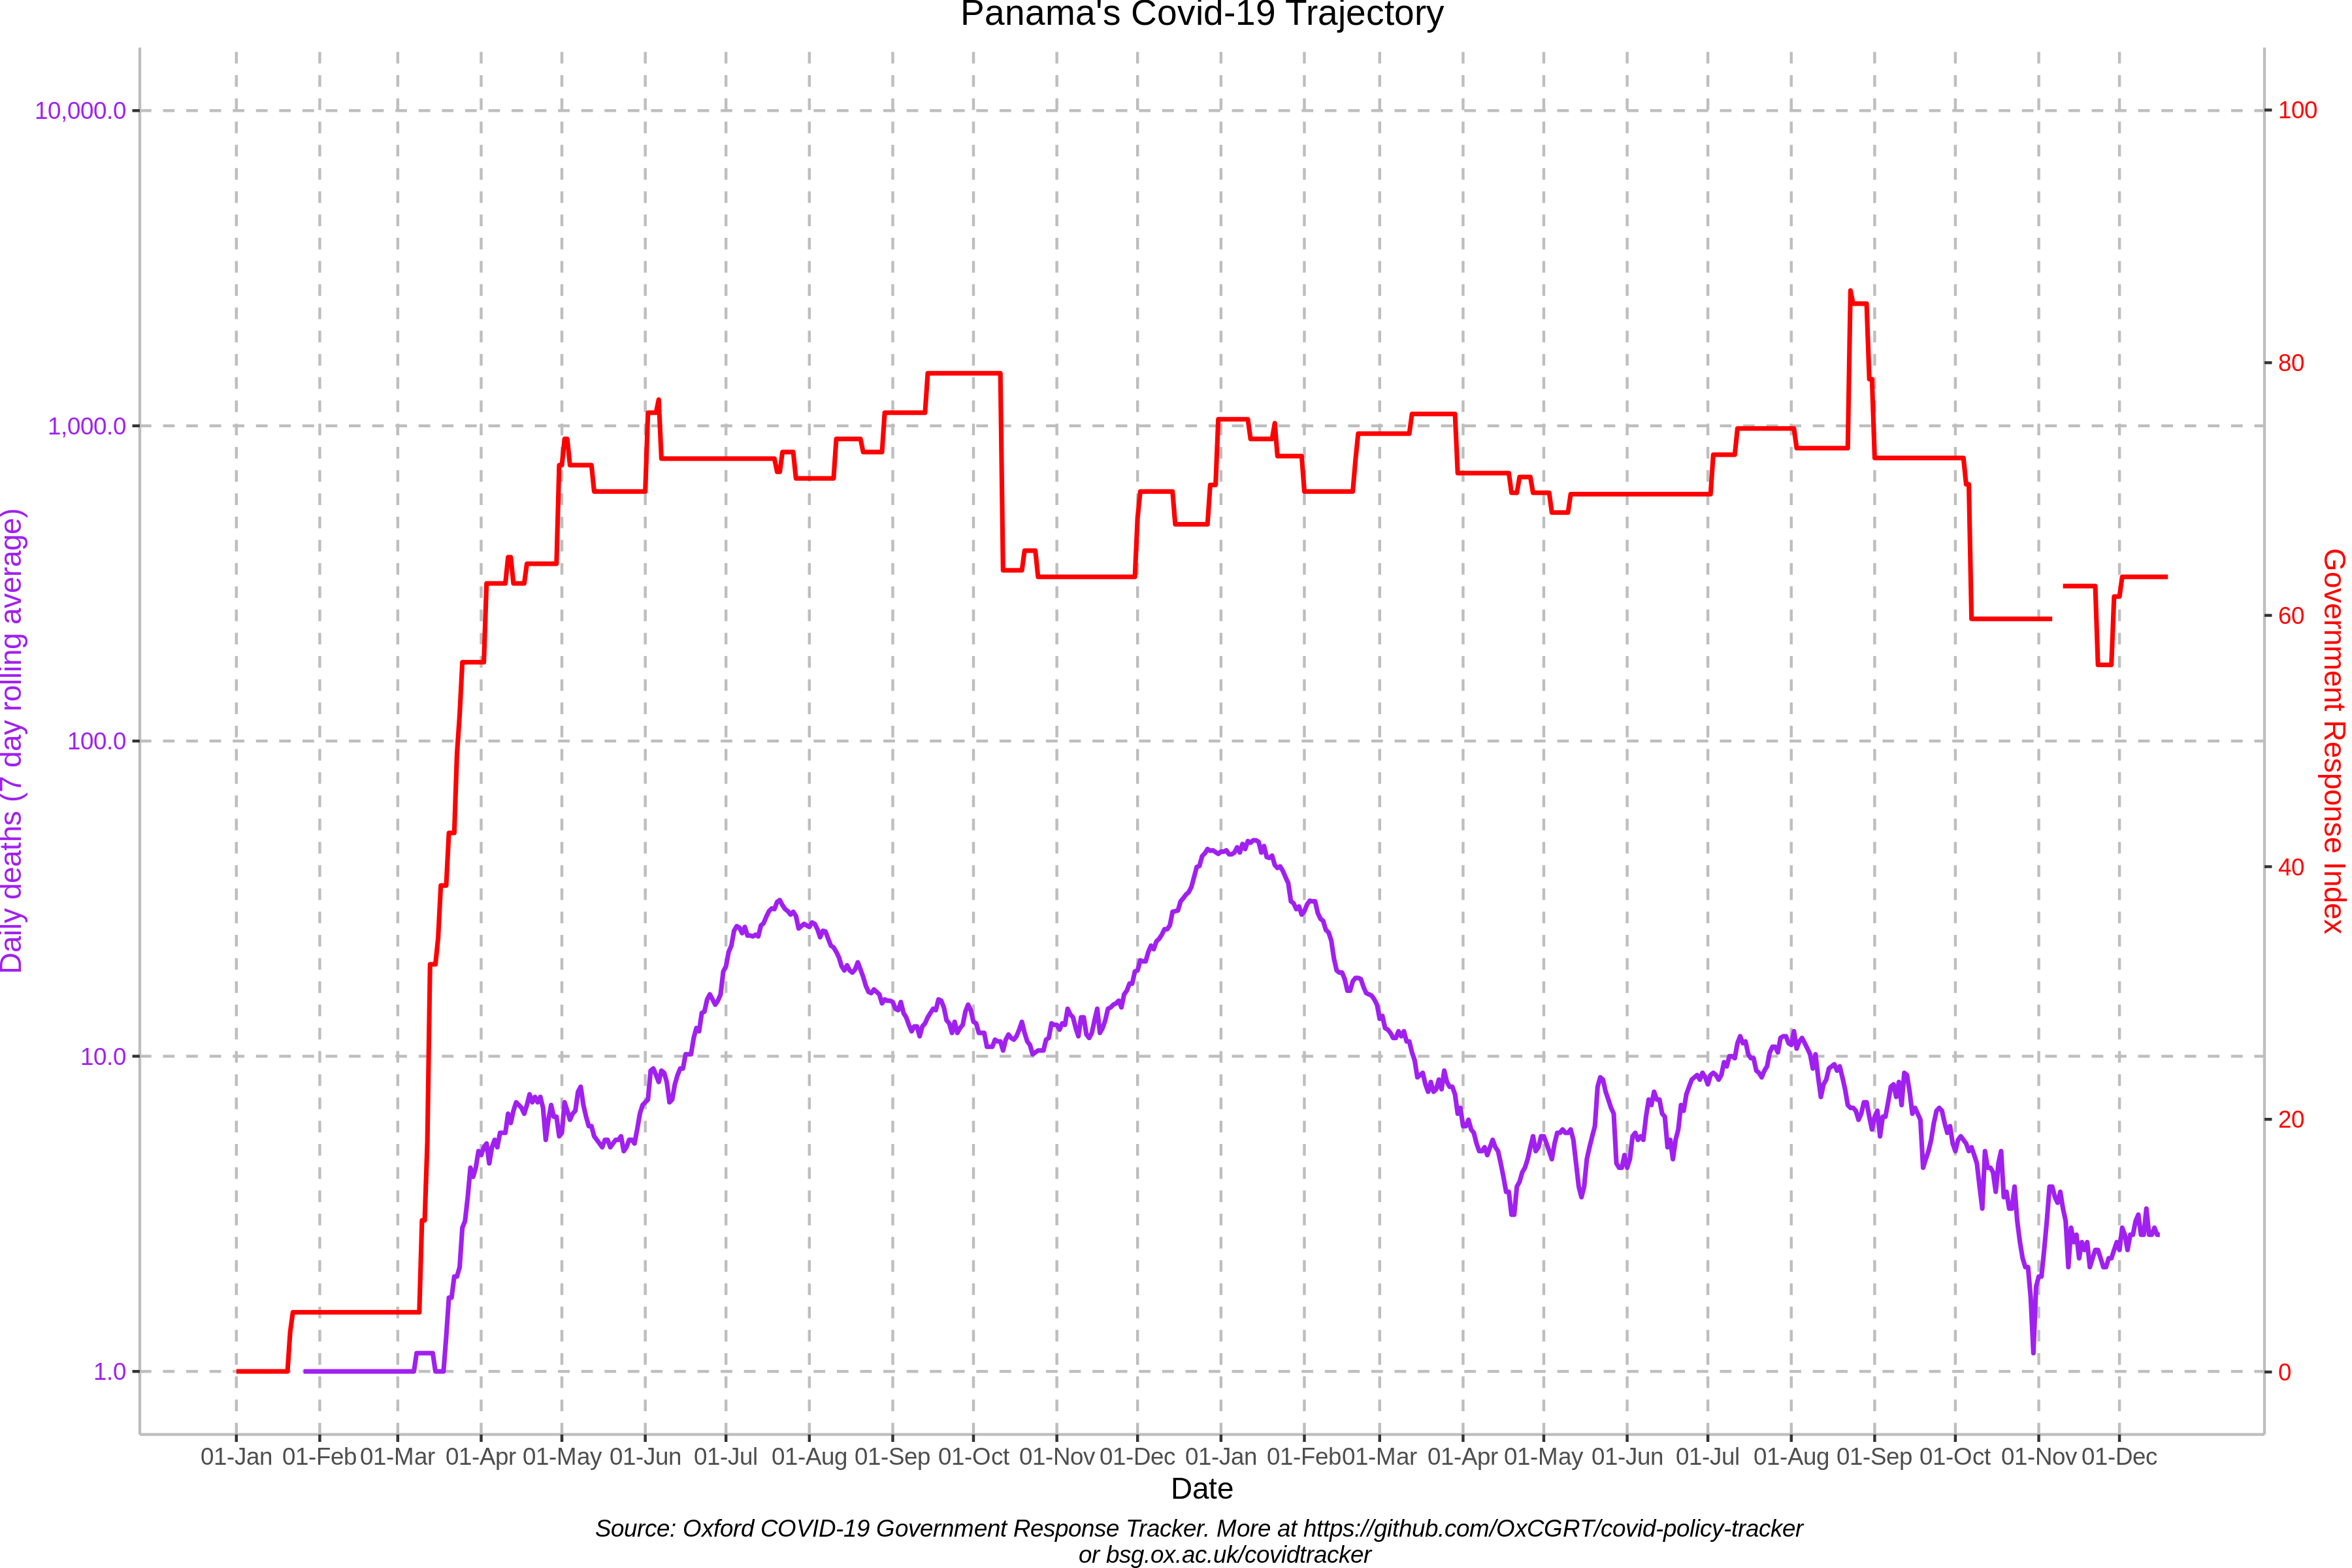 Panama's Covid-19 Trajectory
10,000.0
1,000.0
100.0
10.0
1.0
Daily deaths (7 day rolling average)
100
80
60
40
20
0
Government Response Index
01-Jan 01-Feb 01-Mar 01-Apr 01-May 01-Jun 01-Jul 01-Aug 01-Sep 01-Oct 01-Nov 01-Dec 01-Jan 01-Feb 01-Mar 01-Apr 01-May 01-Jun 01-Jul 01-Aug 01-Sep 01-Oct 01-Nov 01-Dec
Date
Source: Oxford COVID-19 Government Response Tracker. More at https://github.com/OxCGRT/covid-policy-tracker
or bsg.ox.ac.uk/covidtracker